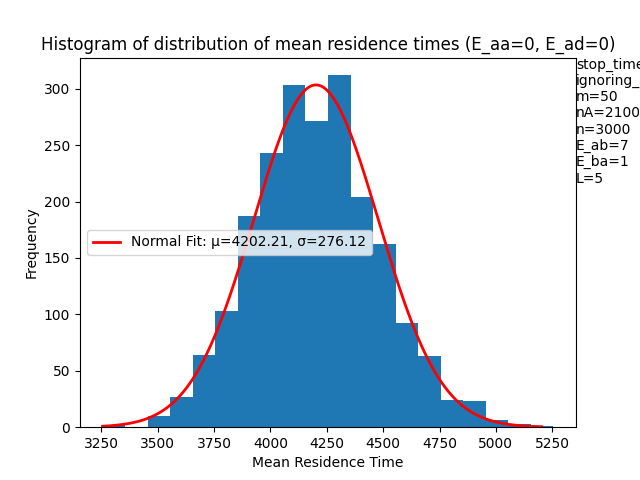 Histogram of distribution of mean residence times (E_aa=0, E_ad=0)
stop_time
ignoring_
m=50
nA=2100
n=3000
E_ab=7
E_ba=1
L=5
Frequency
300
250
200
150
100
50
0
Normal Fit: μ=4202.21, σ=276.12
3250 3500 3750 4000 4250 4500 4750 5000 5250
Mean Residence Time